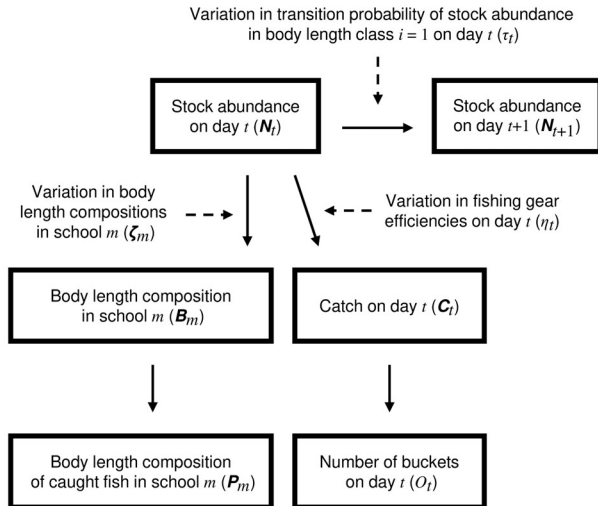 Variation in transition probability of stock abundance
in body length class i = 1 on day t (τt)
Stock abundance
on day t (Nt)
Stock abundance
on day t+1 (Nt+1)
Variation in body
length compositions
in school m (ζm)
Variation in fishing gear
efficiencies on day t (ηt)
Body length composition
in school m (Bm)
Catch on day t (Ct)
Body length composition
of caught fish in school m (Pm)
Number of buckets
on day t (Ot)